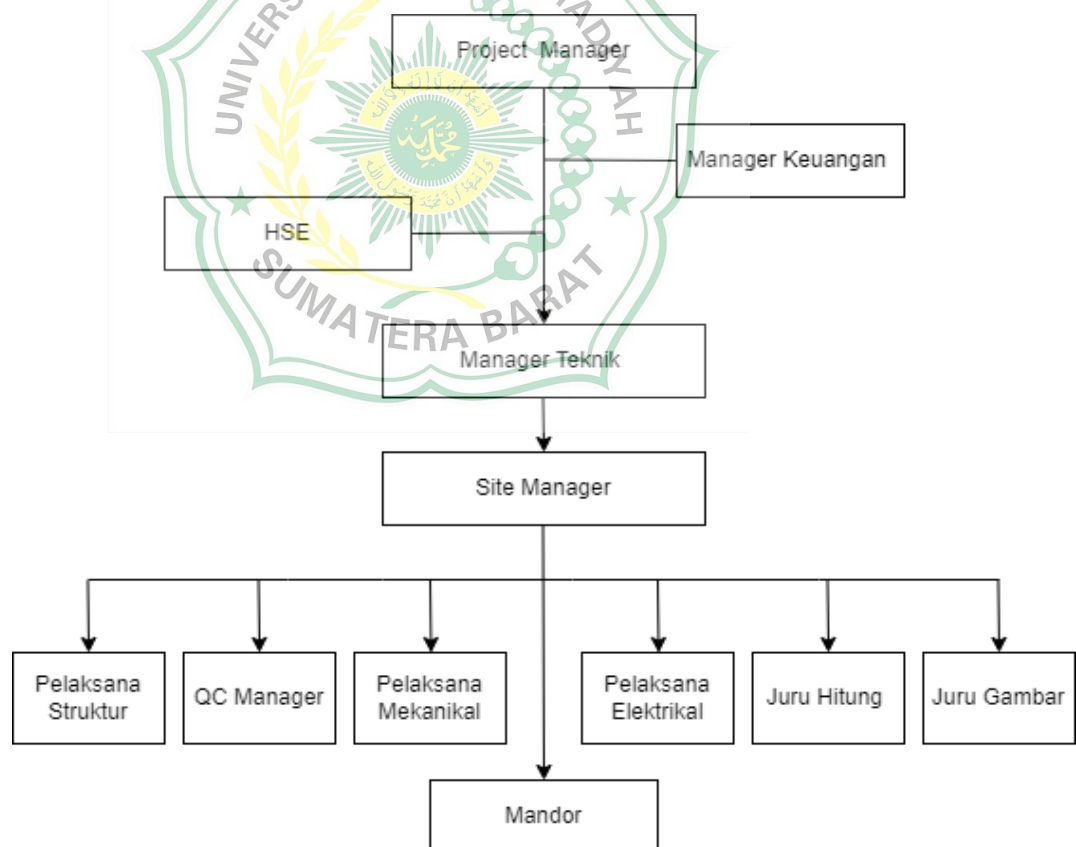 Project Manager
Manager Keuangan
HSE
SUMATERA BARAT
Manager Teknik
Site Manager
Pelaksana
Struktur
QC Manager
Pelaksana
Mekanikal
Pelaksana
Elektrikal
Juru Hitung
Juru Gambar
Mandor